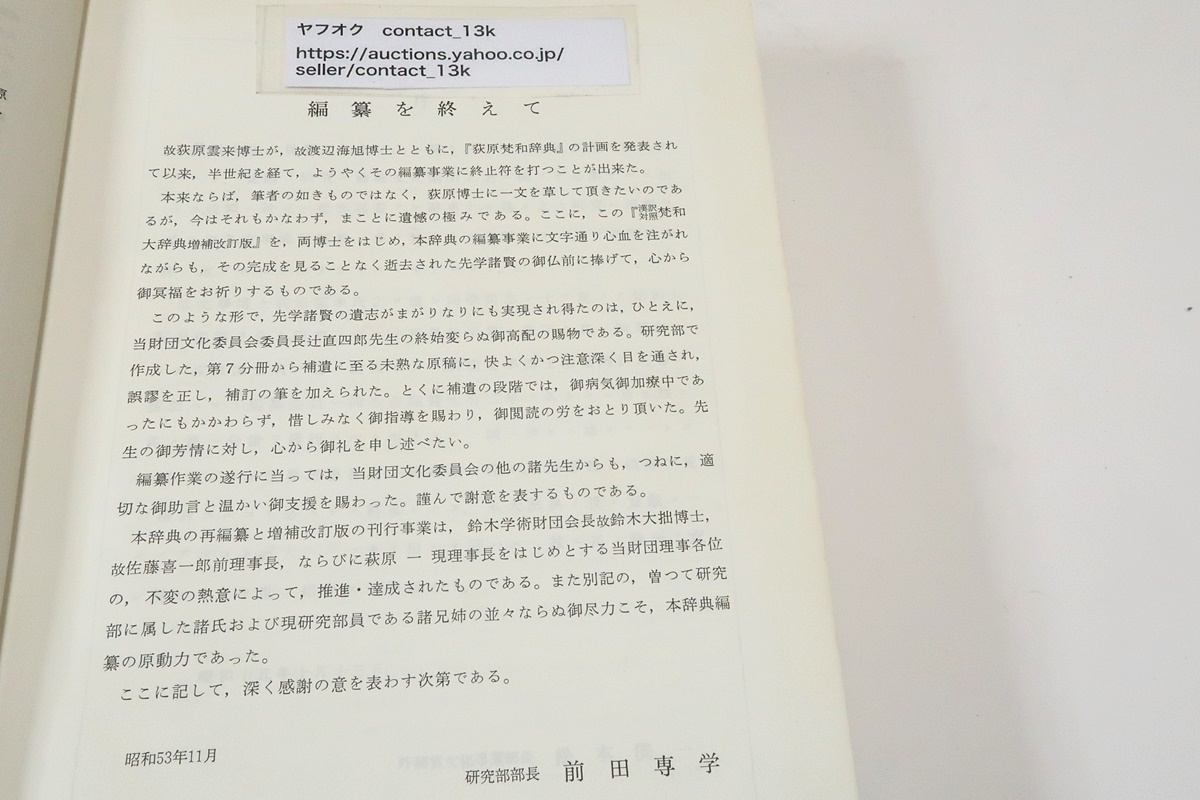 ヤフオク　contact_13k
https://auctions.yahoo.co.jp/
seller/contact_13k
編纂を終えて
故荻原雲来博士が，故渡辺海旭博士とともに，『荻原梵和辞典』の計画を発表され
て以来，半世紀を経て，ようやくその編纂事業に終止符を打つことが出来た。
本来ならば，筆者の如きものではなく，荻原博士に一文を草して頂きたいのであ
るが，今はそれもかなわず，まことに遺憾の極みである。ここに，この『漢訳対照梵和
大辞典増補改訂版』を，両博士をはじめ，本辞典の編纂事業に文字通り心血を注がれ
ながらも，その完成を見ることなく逝去された先学諸賢の御仏前に捧げて，心から
御冥福をお祈りするものである。
このような形で，先学諸賢の遺志がまがりなりにも実現され得たのは，ひとえに，
当財団文化委員会委員長辻直四郎先生の終始変らぬ御高配の賜物である。研究部で
作成した，第７分冊から補遺に至る未熟な原稿に，快よくかつ注意深く目を通され，
誤謬を正し，補訂の筆を加えられた。とくに補遺の段階では，御病気御加療中であ
ったにもかかわらず，惜しみなく御指導を賜わり，御閲読の労をおとり頂いた。先
生の御芳情に対し，心から御礼を申し述べたい。
編纂作業の遂行に当っては，当財団文化委員会の他の諸先生からも，つねに，適
切な御助言と温かい御支援を賜わった。謹んで謝意を表するものである。
本辞典の再編纂と増補改訂版の刊行事業は，鈴木学術財団会長故鈴木大拙博士，
故佐藤喜一郎前理事長，ならびに萩原 一 現理事長をはじめとする当財団理事各位
の，不変の熱意によって，推進・達成されたものである。また別記の，曽つて研究
部に属した諸氏および現研究部員である諸兄姉の並々ならぬ御尽力こそ，本辞典編
纂の原動力であった。
ここに記して，深く感謝の意を表わす次第である。
昭和53年11月
研究部部長　前田専学